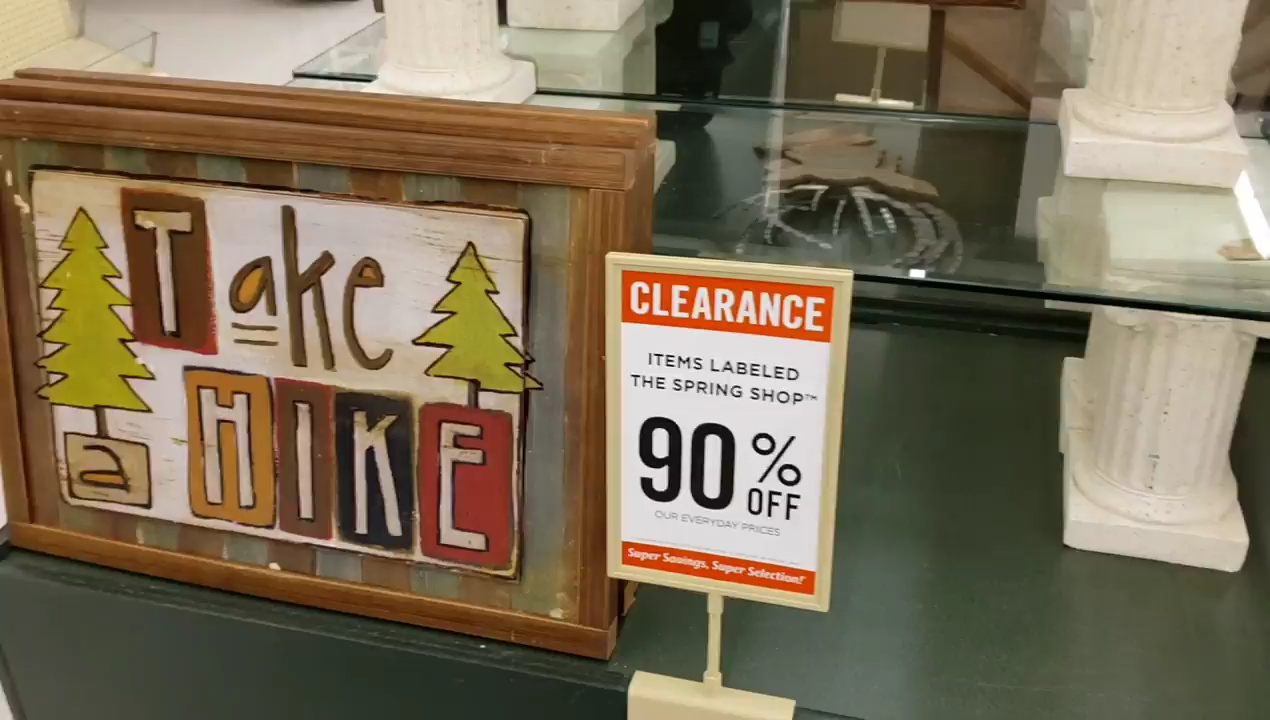 Take
a HIKE
CLEARANCE
ITEMS LABELED
THE SPRING SHOP™
90%
OFF
OUR EVERYDAY PRICES
Super Savings, Super Selection!